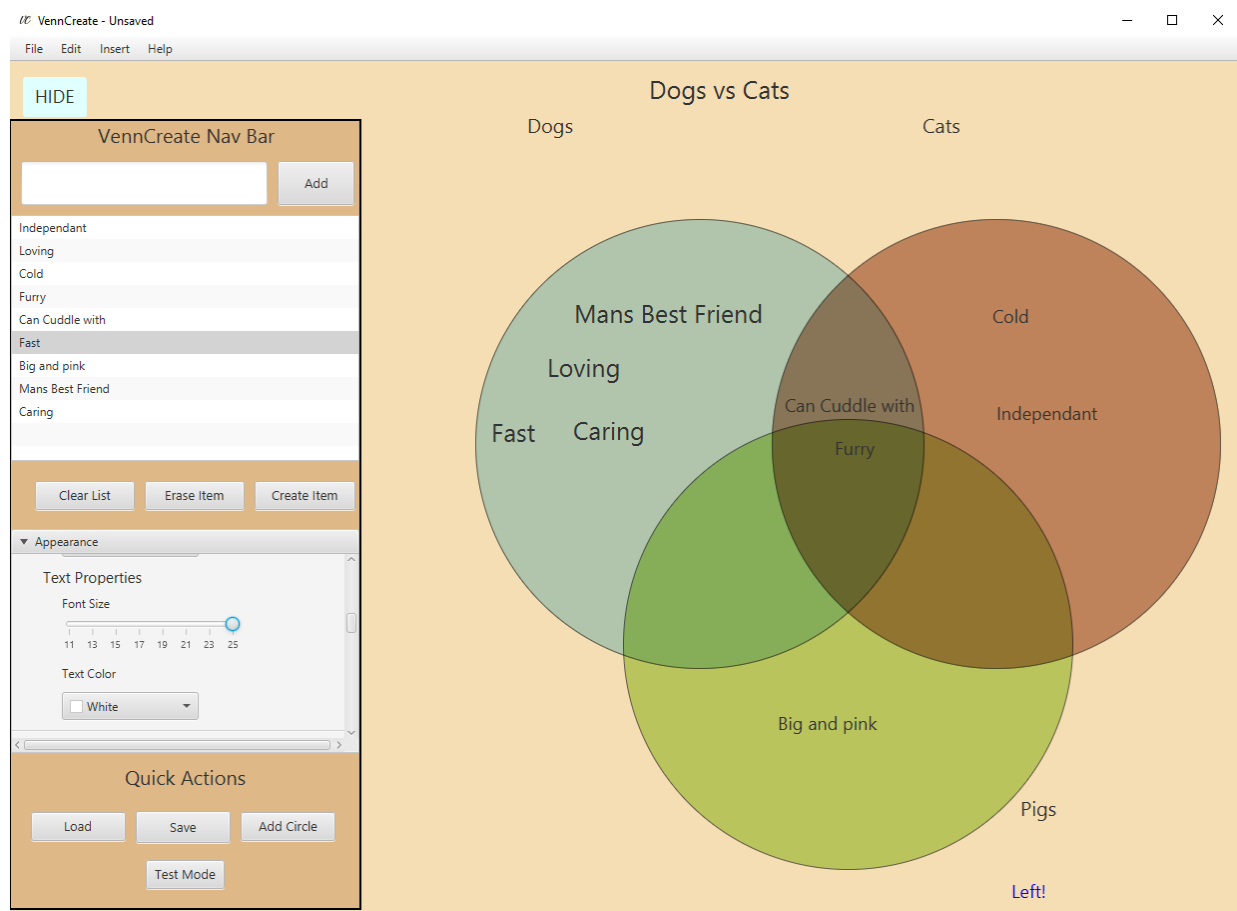 VC VennCreate - Unsaved
File Edit Insert Help
HIDE
VennCreate Nav Bar
Add
Independant
Loving
Cold
Furry
Can Cuddle with
Fast
Big and pink
Mans Best Friend
Caring
Clear List Erase Item Create Item
Appearance
Text Properties
Font Size
11 13 15 17 19 21 23 25
Text Color
White
Quick Actions
Load Save Add Circle
Test Mode
Dogs vs Cats
Dogs Cats
Mans Best Friend
Loving
Fast Caring
Can Cuddle with
Furry
Cold
Independant
Big and pink
Pigs
Left!